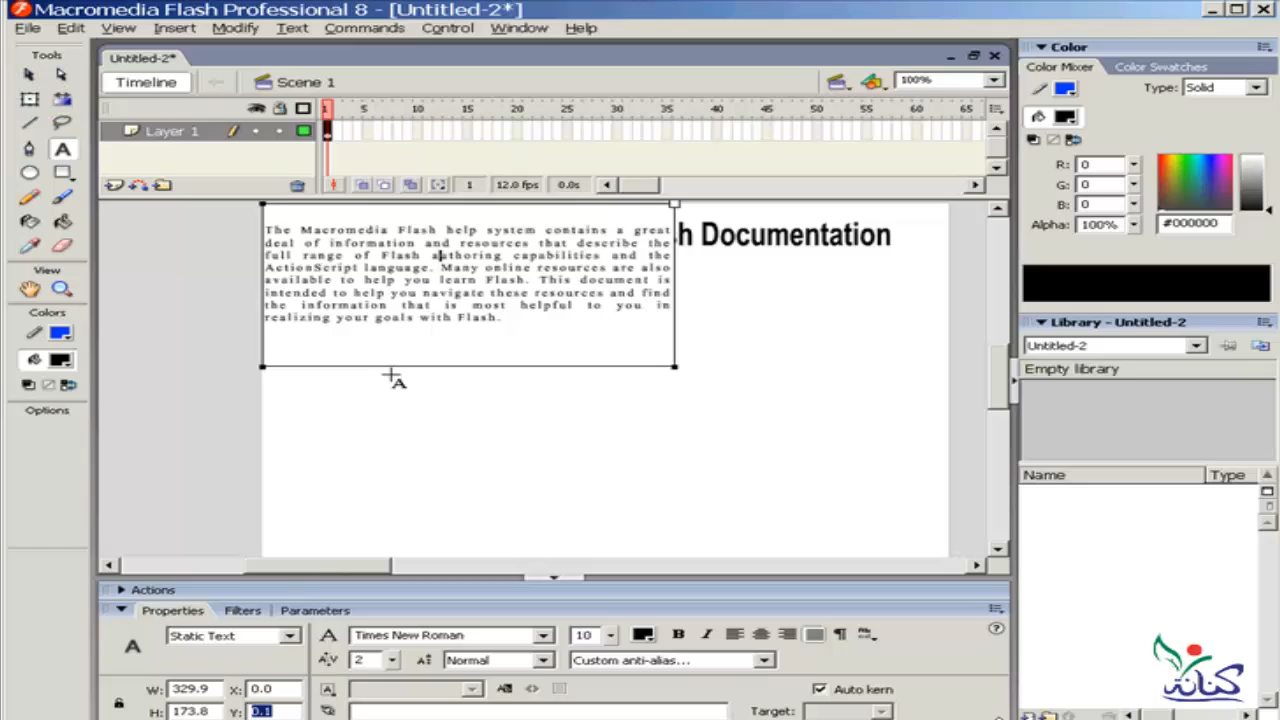 Macromedia Flash Professional 8 - [Untitled-2*]
File Edit View Insert Modify Text Commands Control Window Help
Tools
View
Colors
Options
Untitled-2*
Timeline
Scene 1
100%
1 5 10 15 20 25 30 35 40 45 50 55 60 65
Layer 1
1 12.0 fps 0.0s
The Macromedia Flash help system contains a great
deal of information and resources that describe the
full range of Flash authoring capabilities and the
ActionScript language. Many online resources are also
available to help you learn Flash. This document is
intended to help you navigate these resources and find
the information that is most helpful to you in
realizing your goals with Flash.
h Documentation
Color
Color Mixer Color Swatches
Type: Solid
R: 0
G: 0
B: 0
Alpha: 100%
#000000
Library - Untitled-2
Untitled-2
Empty library
Name Type
Actions
Properties Filters Parameters
Static Text
A Times New Roman 10 B I
A/V 2 Normal Custom anti-alias...
W: 329.9 X: 0.0
Auto kern
H: 173.8 Y: 0.1
Target:
كنانة